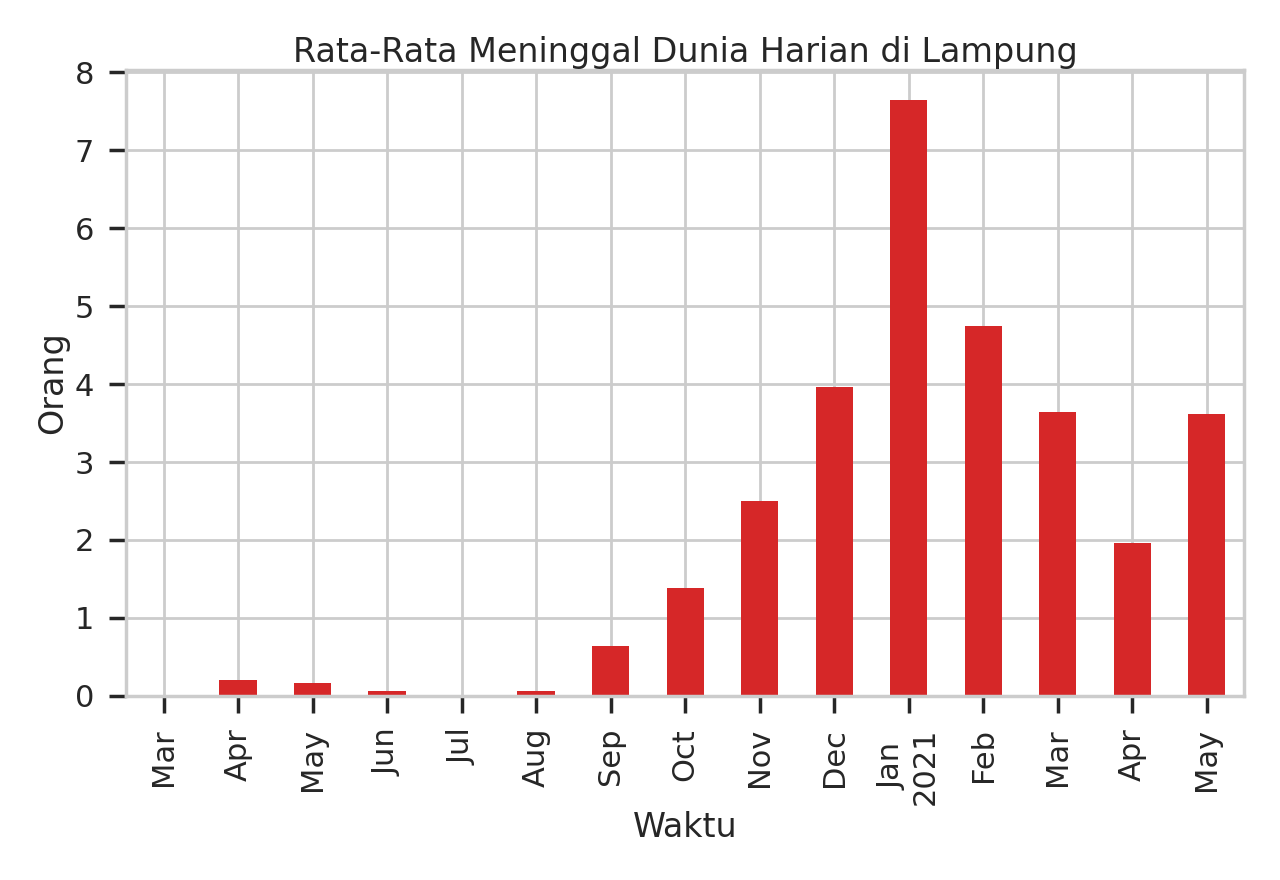 Rata-Rata Meninggal Dunia Harian di Lampung
8
7
6
5
4
3
2
1
0
Orang
Mar
Apr
May
Jun
Jul
Aug
Sep
Oct
Nov
Dec
Jan
2021
Feb
Mar
Apr
May
Waktu